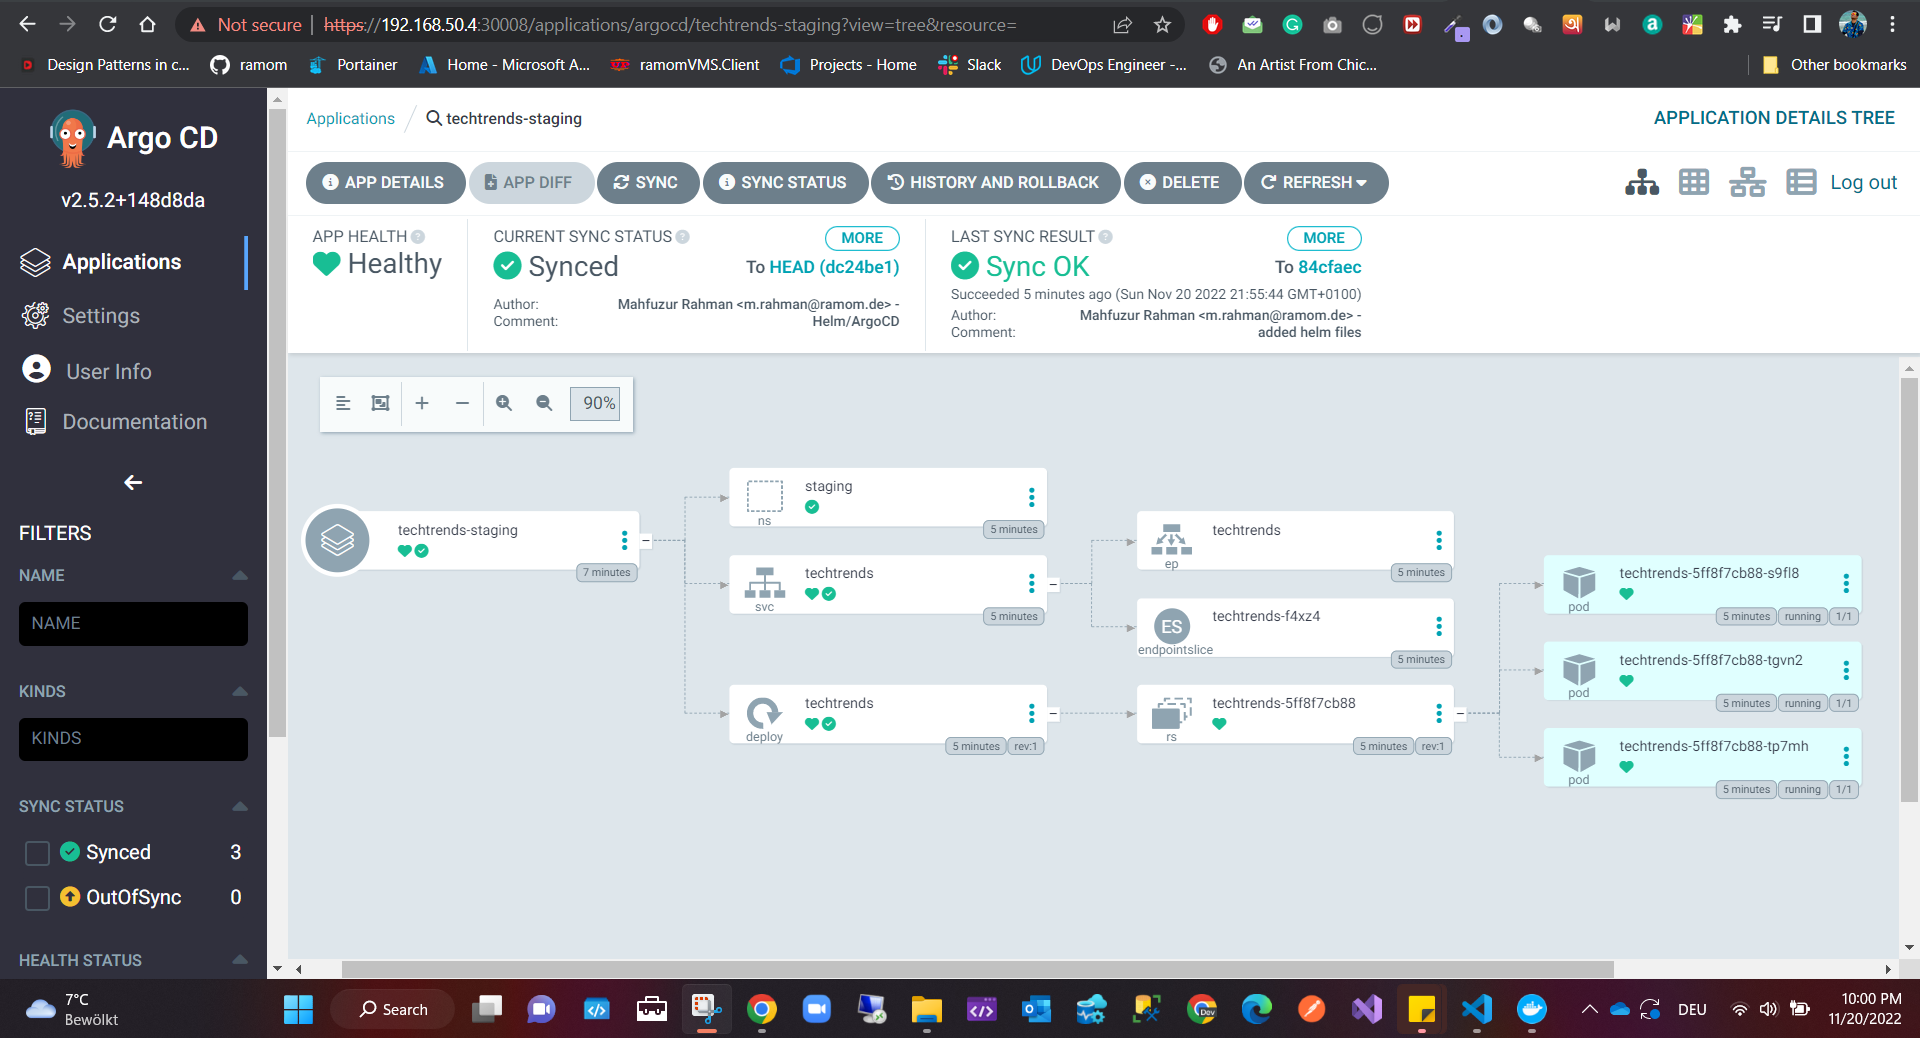 Not secure
https://192.168.50.4:30008/applications/argocd/techtrends-staging?view=tree&resource=
Design Patterns in c...
ramom
Portainer
Home - Microsoft A...
ramomVMS.Client
Projects - Home
Slack
DevOps Engineer -...
An Artist From Chic...
Other bookmarks
Argo CD
v2.5.2+148d8da
Applications
Settings
User Info
Documentation
FILTERS
NAME
NAME
KINDS
KINDS
SYNC STATUS
Synced 3
OutOfSync 0
HEALTH STATUS
Applications / techtrends-staging
APPLICATION DETAILS TREE
APP DETAILS
APP DIFF
SYNC
SYNC STATUS
HISTORY AND ROLLBACK
DELETE
REFRESH
Log out
APP HEALTH
Healthy
CURRENT SYNC STATUS
MORE
Synced
To HEAD (dc24be1)
Author: Mahfuzur Rahman <m.rahman@ramom.de> -
Comment: Helm/ArgoCD
LAST SYNC RESULT
MORE
Sync OK
To 84cfaec
Succeeded 5 minutes ago (Sun Nov 20 2022 21:55:44 GMT+0100)
Author: Mahfuzur Rahman <m.rahman@ramom.de> -
Comment: added helm files
90%
techtrends-staging
7 minutes
staging
ns
5 minutes
techtrends
svc
5 minutes
techtrends
deploy
5 minutes rev:1
techtrends
ep
5 minutes
ES
techtrends-f4xz4
endpointslice
5 minutes
techtrends-5ff8f7cb88
rs
5 minutes rev:1
techtrends-5ff8f7cb88-s9fl8
pod
5 minutes running 1/1
techtrends-5ff8f7cb88-tgvn2
pod
5 minutes running 1/1
techtrends-5ff8f7cb88-tp7mh
pod
5 minutes running 1/1
7°C
Bewölkt
Search
Dev
DEU
10:00 PM
11/20/2022